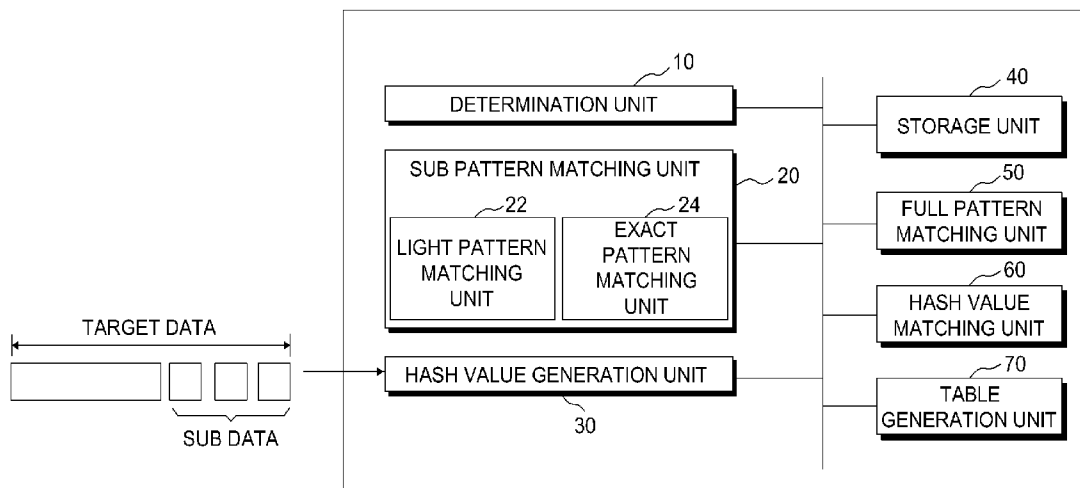 10
DETERMINATION UNIT
SUB PATTERN MATCHING UNIT
20
22
LIGHT PATTERN
MATCHING
UNIT
24
EXACT
PATTERN
MATCHING
UNIT
TARGET DATA
SUB DATA
HASH VALUE GENERATION UNIT
30
40
STORAGE UNIT
50
FULL PATTERN
MATCHING UNIT
60
HASH VALUE
MATCHING UNIT
70
TABLE
GENERATION UNIT